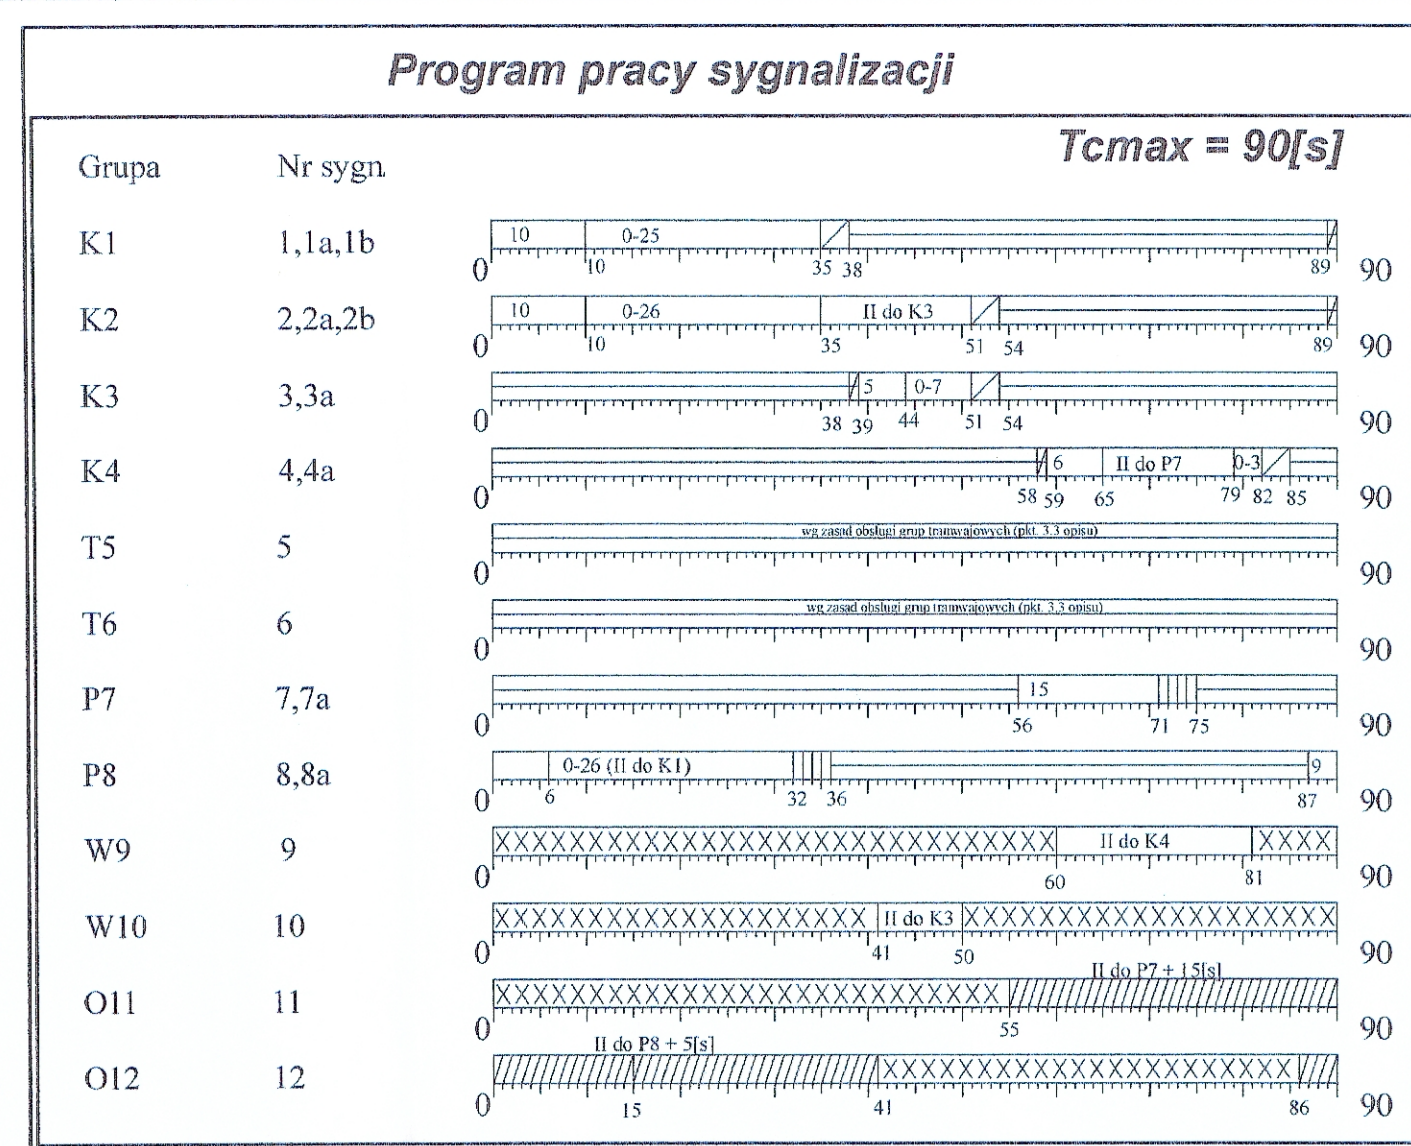 Program pracy sygnalizacji
Tcmax = 90[s]
Grupa Nr sygn.
K1 1,1a,1b 10 0-25
0 10 35 38 89 90
K2 2,2a,2b 10 0-26 II do K3
0 10 35 51 54 89 90
K3 3,3a 5 0-7
0 38 39 44 51 54 90
K4 4,4a 6 II do P7 0-3
0 58 59 65 79 82 85 90
T5 5 wg zasad obsługi grup tramwajowych (pkt. 3.3 opisu)
0 90
T6 6 wg zasad obsługi grup tramwajowych (pkt. 3.3 opisu)
0 90
P7 7,7a 15
0 56 71 75 90
P8 8,8a 0-26 (II do K1) 9
0 6 32 36 87 90
W9 9 II do K4
0 60 81 90
W10 10 II do K3
0 41 50 90
II do P7 + 15[s]
O11 11
0 55 90
II do P8 + 5[s]
O12 12
0 15 41 86 90